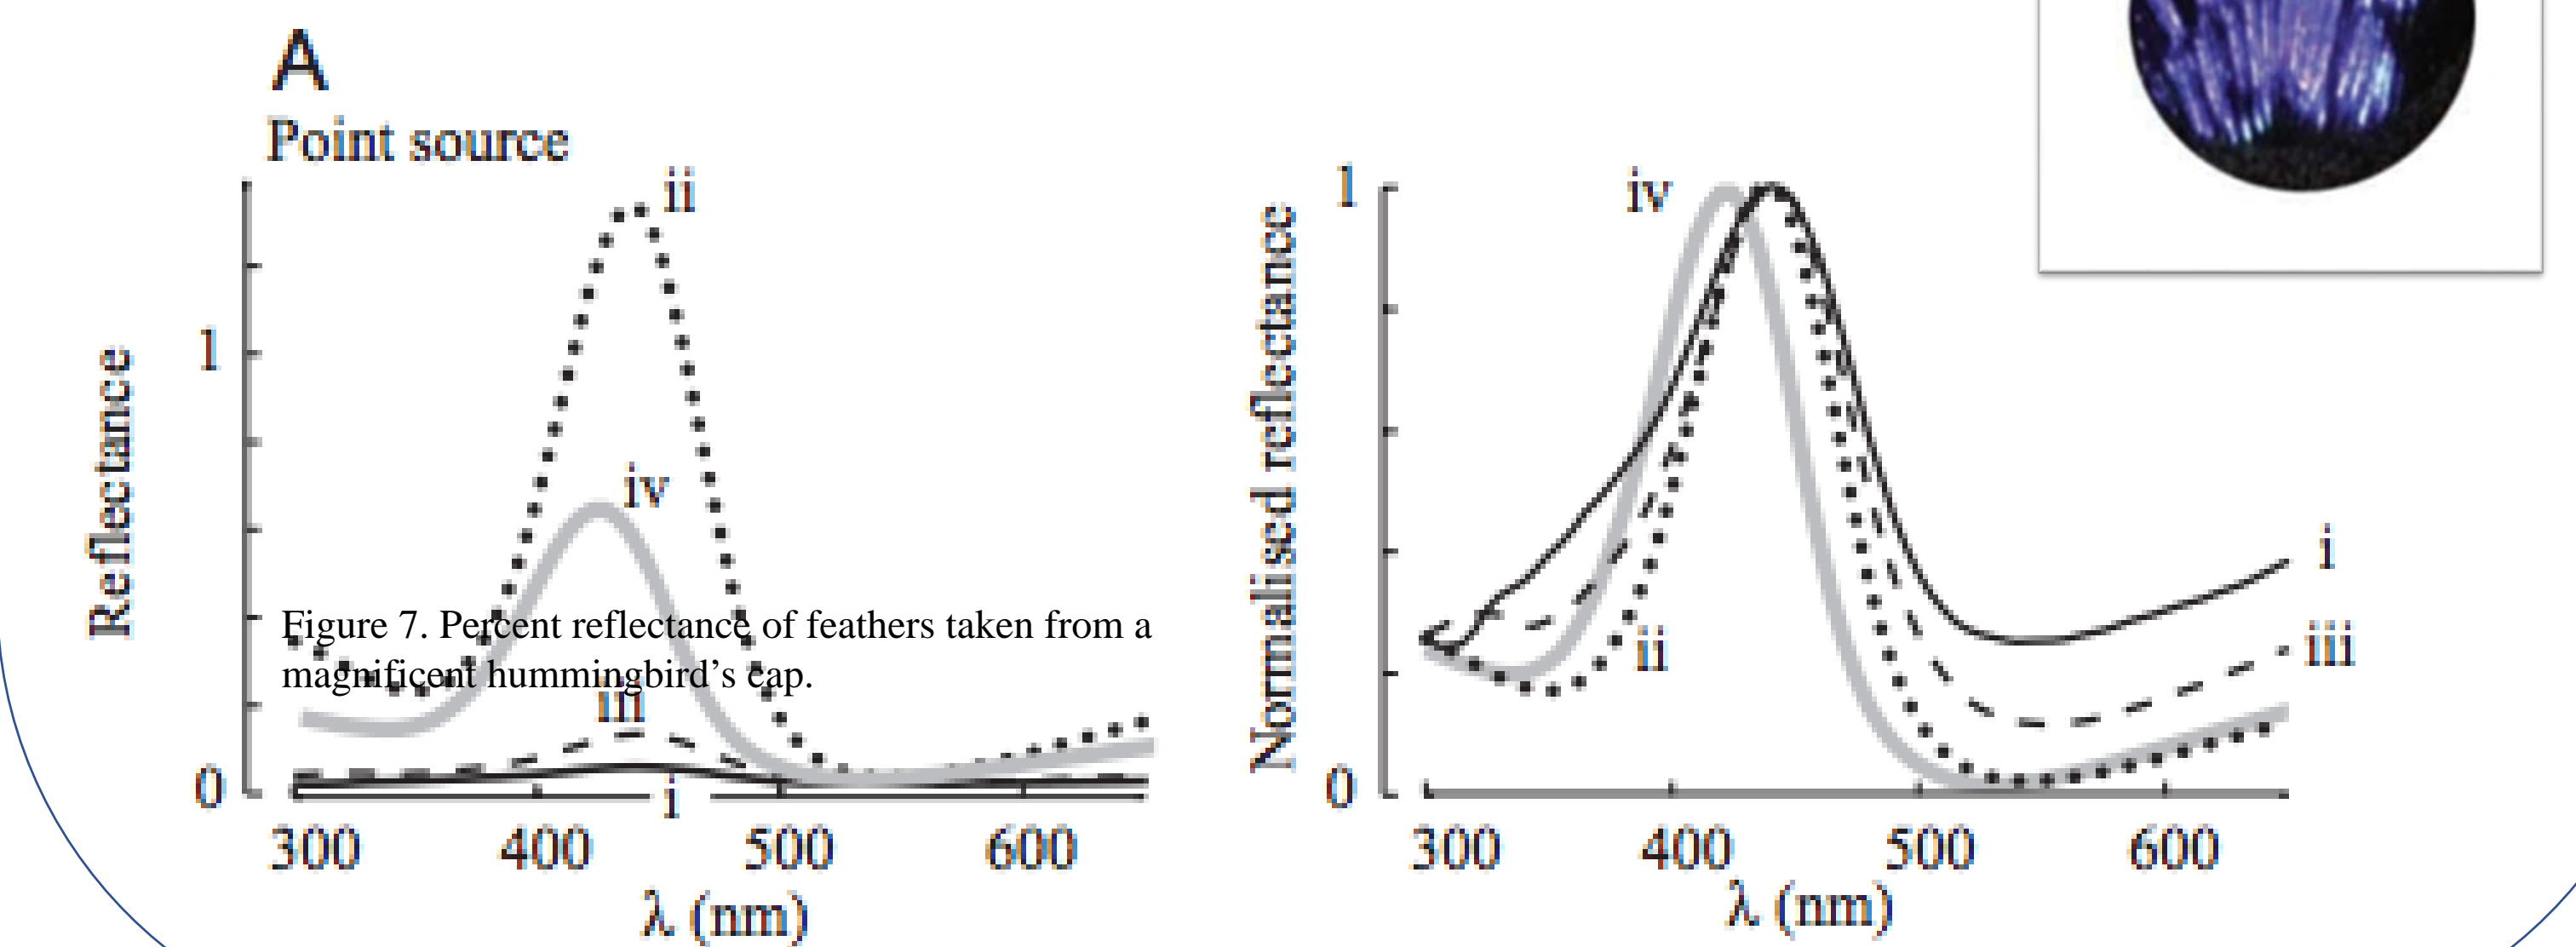 A
Point source
ii
iv
iii
i
Reflectance
1
0
300 400 500 600
λ (nm)
Figure 7. Percent reflectance of feathers taken from a
magnificent hummingbird's cap.
iv
i
iii
ii
Normalised reflectance
1
0
300 400 500 600
λ (nm)